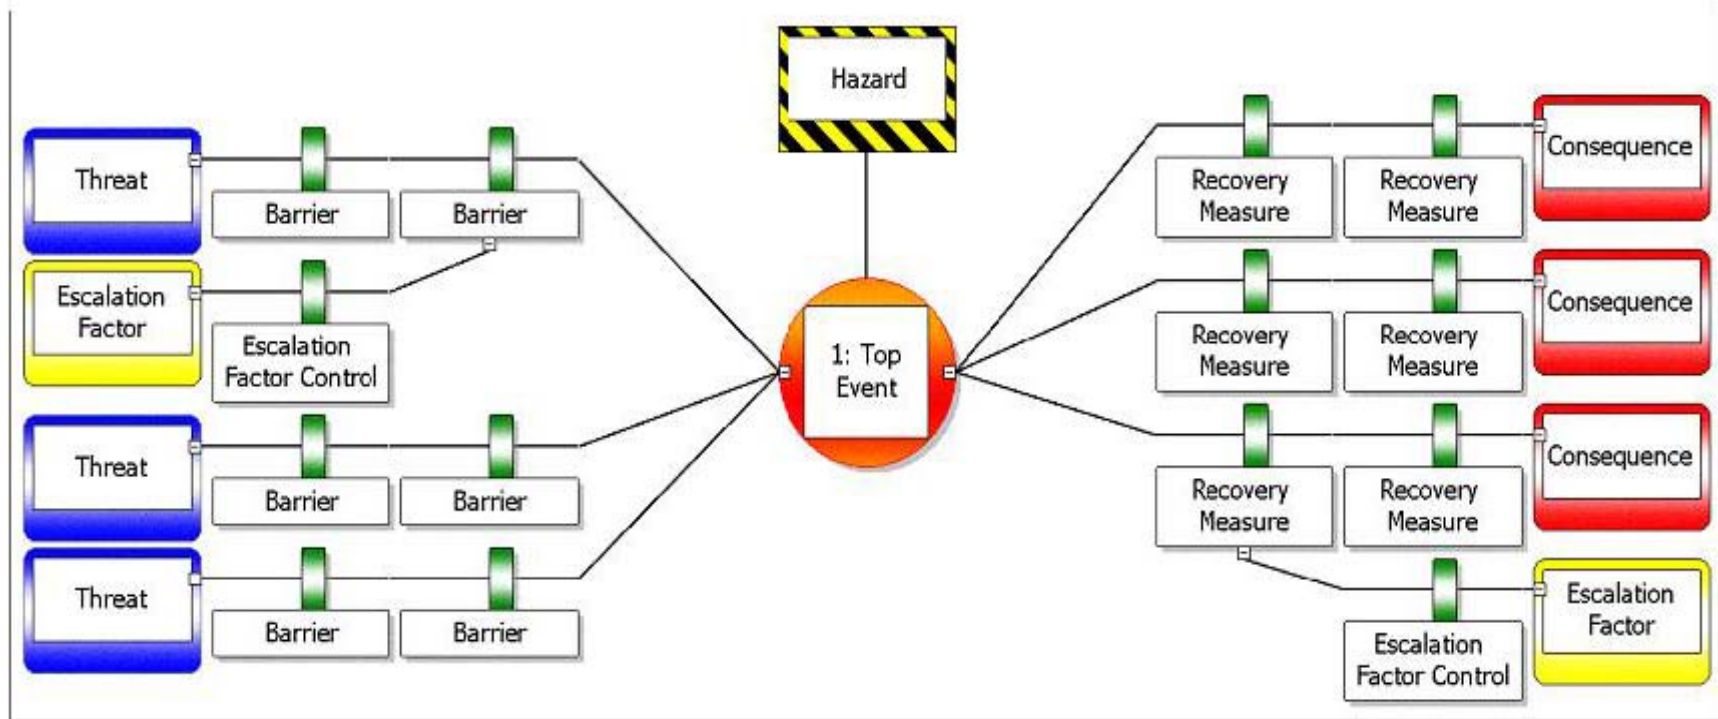 Hazard
Threat
Barrier
Barrier
Escalation
Factor
Escalation
Factor Control
Threat
Barrier
Barrier
Threat
Barrier
Barrier
1: Top
Event
Recovery
Measure
Recovery
Measure
Consequence
Recovery
Measure
Recovery
Measure
Consequence
Recovery
Measure
Recovery
Measure
Consequence
Escalation
Factor Control
Escalation
Factor